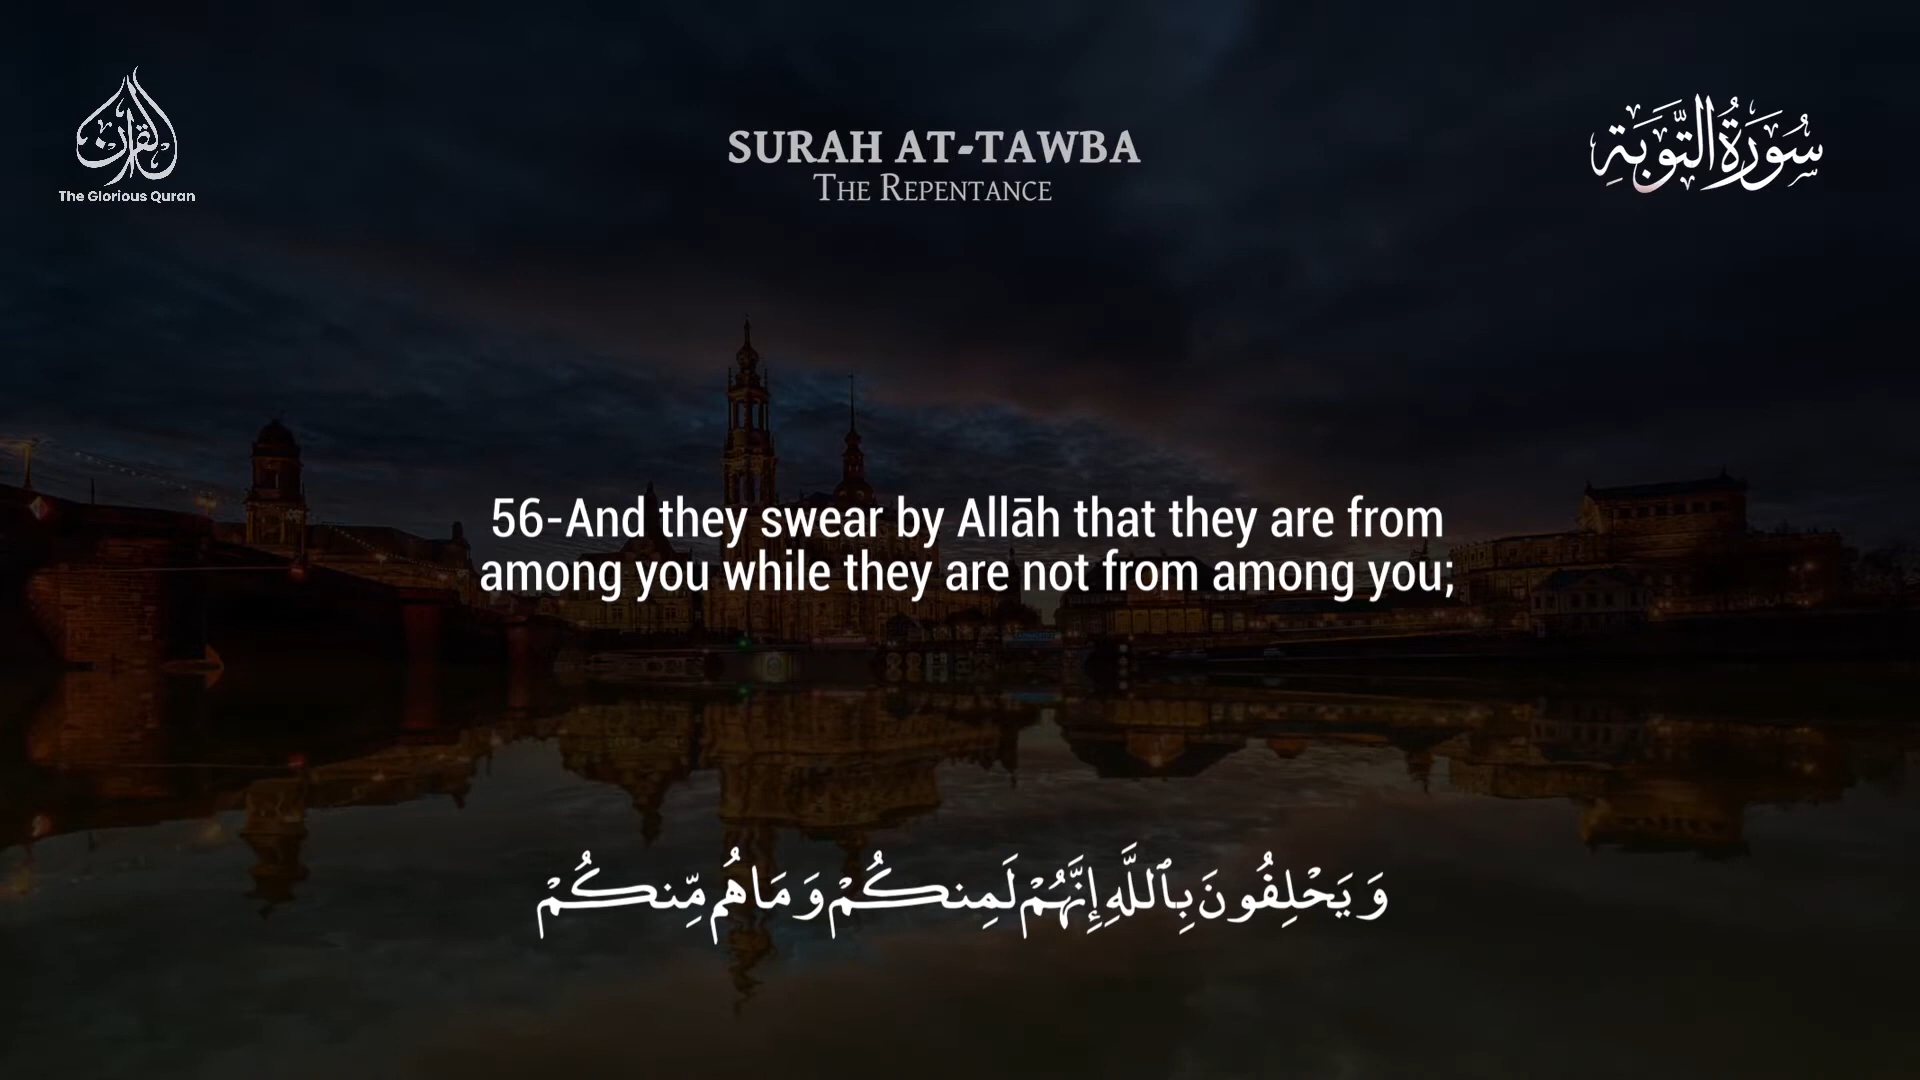 القرآن
The Glorious Quran
SURAH AT-TAWBA
THE REPENTANCE
سُورَةُ التَّوْبَةِ
56-And they swear by Allāh that they are from
among you while they are not from among you;
وَيَحْلِفُونَ بِٱللَّهِ إِنَّهُمْ لَمِنكُمْ وَمَا هُم مِّنكُمْ